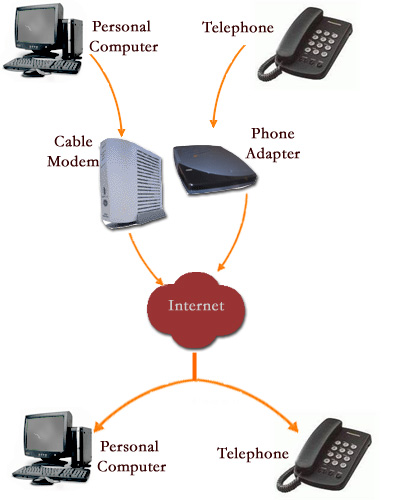 Personal
Computer
Telephone
Cable
Modem
Phone
Adapter
Internet
Personal
Computer
Telephone